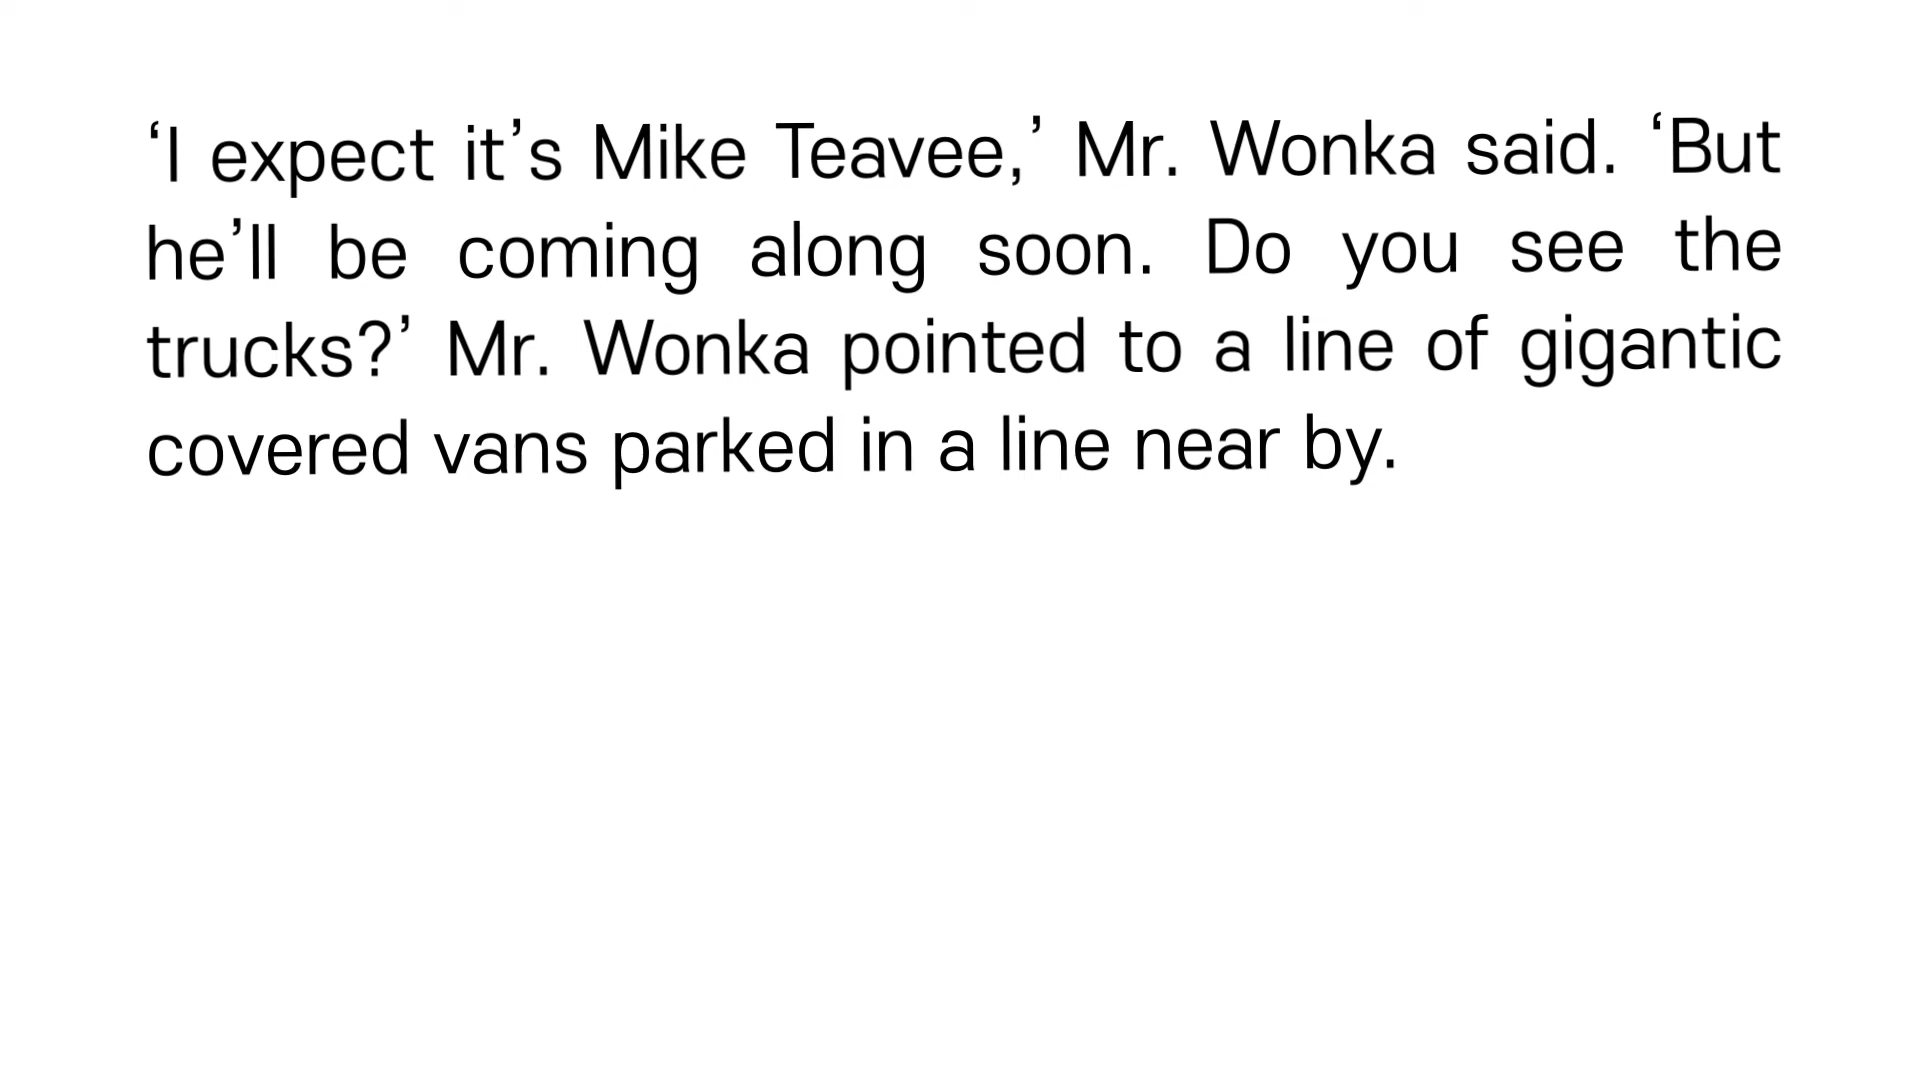 ‘I expect it’s Mike Teavee,’ Mr. Wonka said. ‘But
he’ll be coming along soon. Do you see the
trucks?’ Mr. Wonka pointed to a line of gigantic
covered vans parked in a line near by.